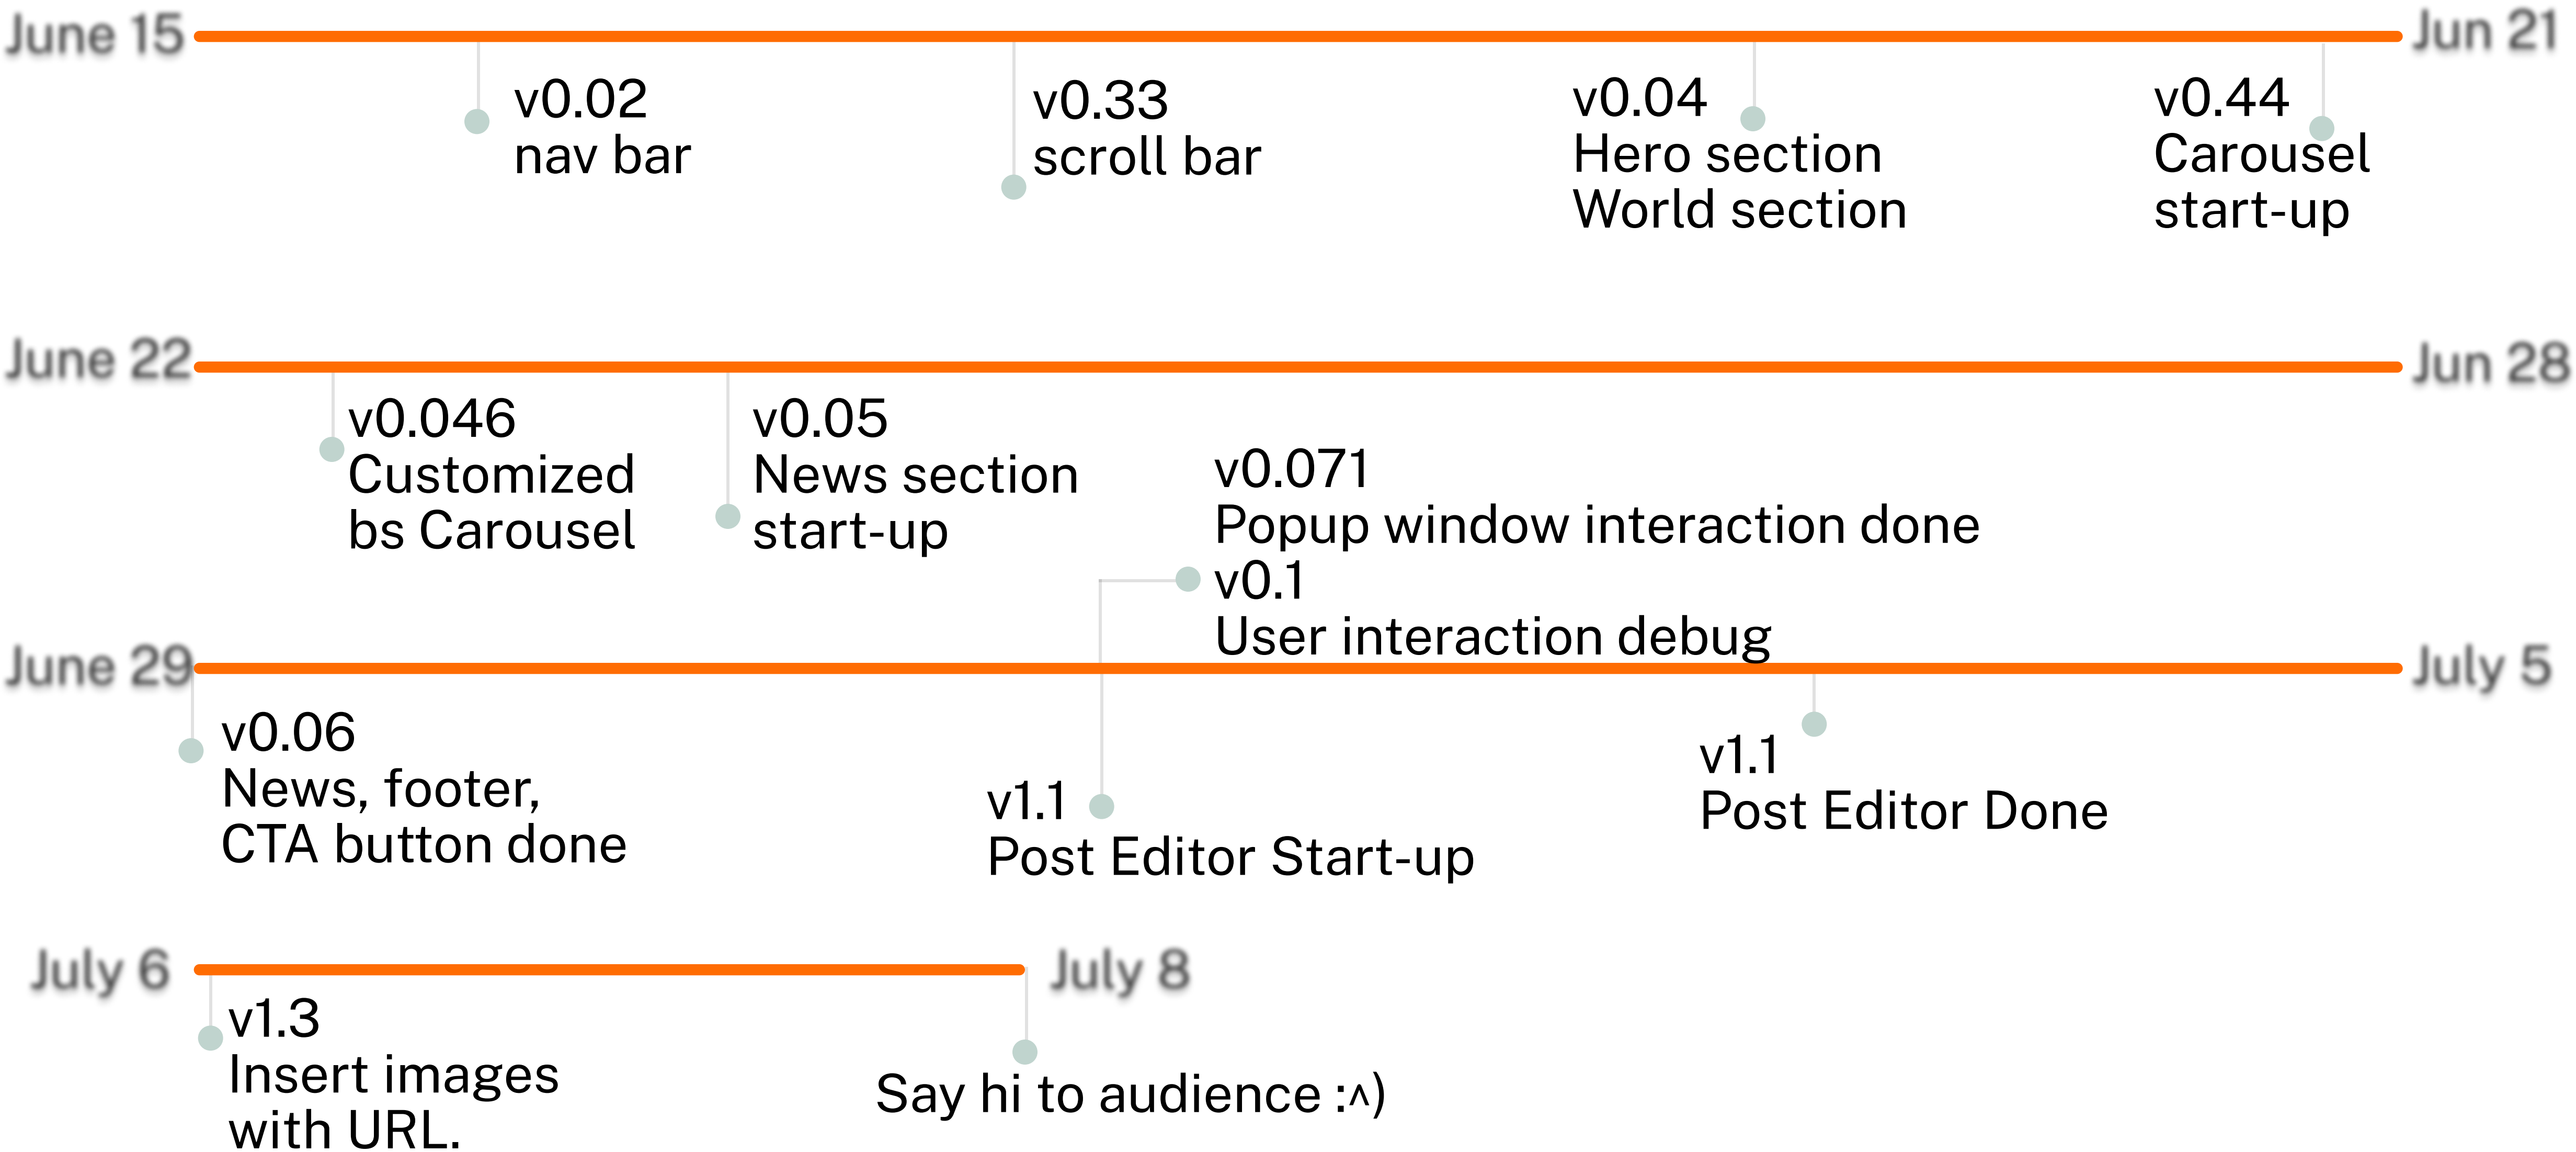 June 15
Jun 21
v0.02
nav bar
v0.33
scroll bar
v0.04
Hero section
World section
v0.44
Carousel
start-up
June 22
Jun 28
v0.046
Customized
bs Carousel
v0.05
News section
start-up
v0.071
Popup window interaction done
v0.1
User interaction debug
June 29
July 5
v0.06
News, footer,
CTA button done
v1.1
Post Editor Start-up
v1.1
Post Editor Done
July 6
July 8
v1.3
Insert images
with URL.
Say hi to audience :^)